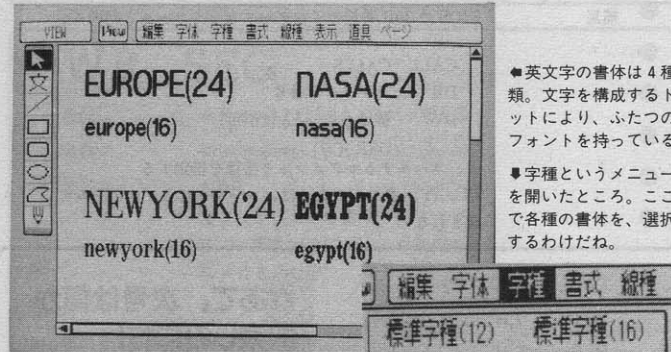 VIEW View 編集 字体 字種 書式 線種 表示 道具 ページ
文
EUROPE(24) NASA(24)
europe(16) nasa(16)
NEWYORK(24) EGYPT(24)
newyork(16) egypt(16)
編集 字体 字種 書式 線種
標準字種(12) 標準字種(16)
英文字の書体は4種
類。文字を構成するド
ットにより、ふたつの
フォントを持っている
字種というメニュー
を開いたところ。ここ
で各種の書体を、選択
するわけだね。